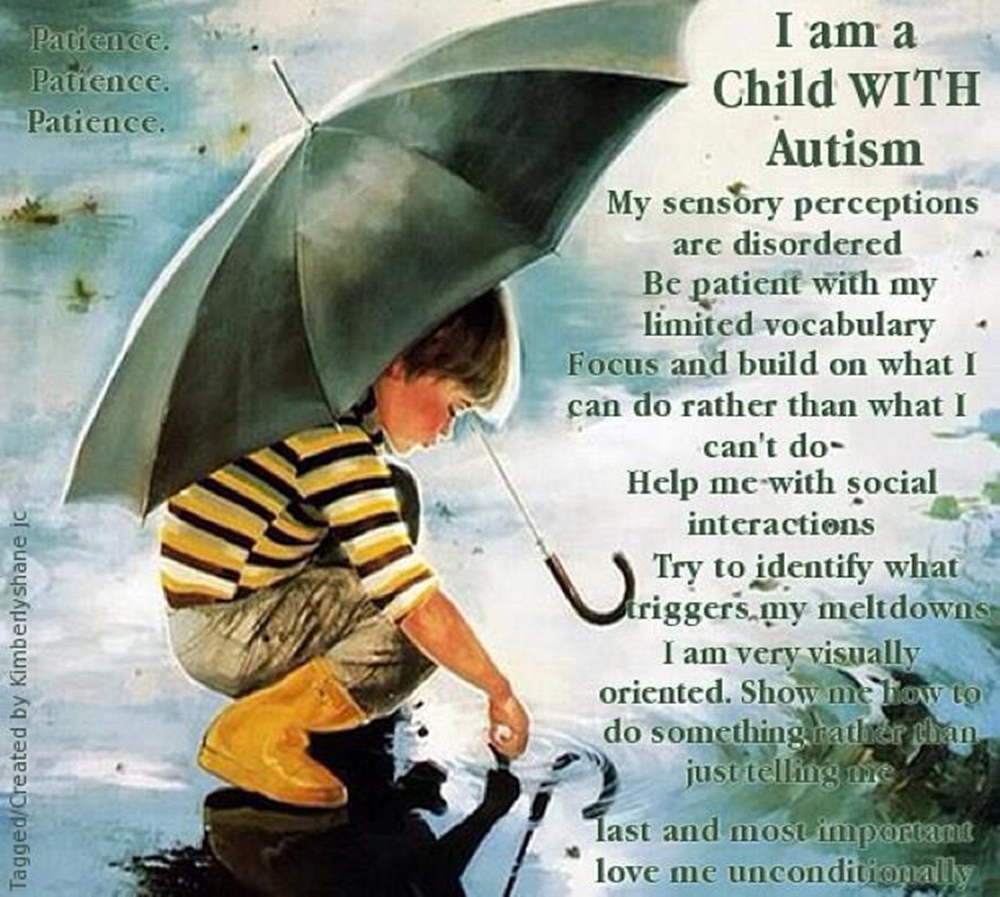 Patience.
Patience.
Patience.
I am a
Child WITH
Autism
My sensory perceptions
are disordered
Be patient with my
limited vocabulary
Focus and build on what I
can do rather than what I
can't do-
Help me with social
interactions
Try to identify what
triggers my meltdowns
I am very visually
oriented. Show me how to
do something rather than
just telling me
last and most important
love me unconditionally
Tagged/Created by Kimberlyshane jc